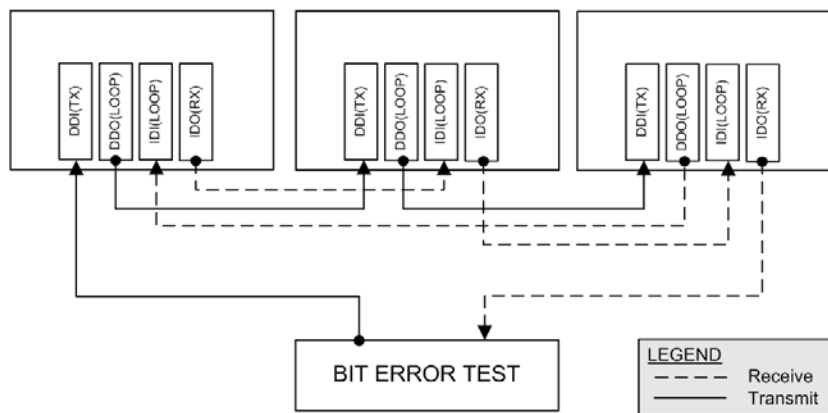 DDI(TX)
DDO(LOOP)
IDI(LOOP)
IDO(RX)
DDI(TX)
DDO(LOOP)
IDI(LOOP)
IDO(RX)
DDI(TX)
DDO(LOOP)
IDI(LOOP)
IDO(RX)
BIT ERROR TEST
LEGEND
Receive
Transmit